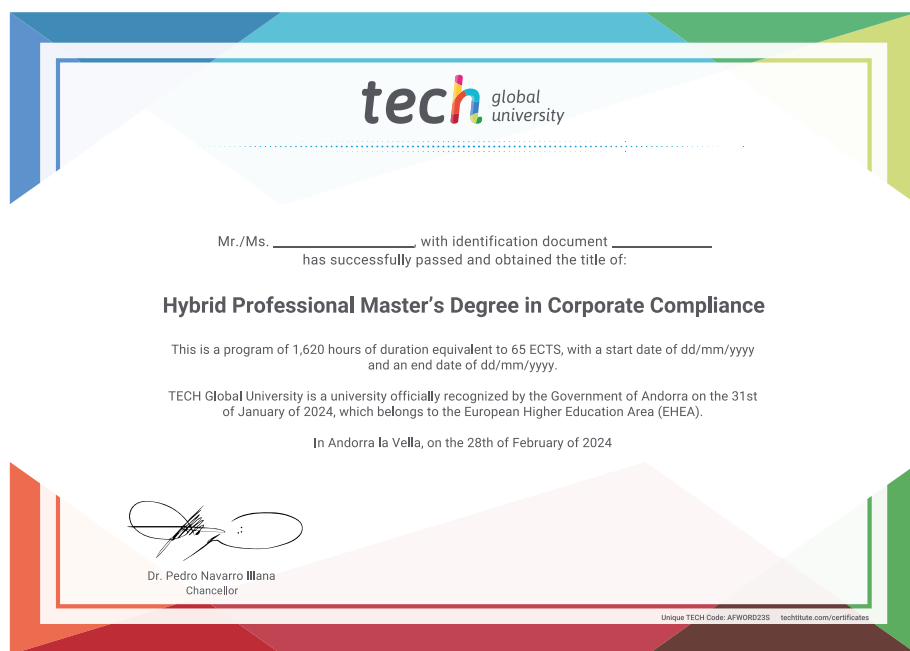 tech global
university
Mr./Ms. ________________, with identification document ____________
has successfully passed and obtained the title of:
Hybrid Professional Master’s Degree in Corporate Compliance
This is a program of 1,620 hours of duration equivalent to 65 ECTS, with a start date of dd/mm/yyyy
and an end date of dd/mm/yyyy.
TECH Global University is a university officially recognized by the Government of Andorra on the 31st
of January of 2024, which belongs to the European Higher Education Area (EHEA).
In Andorra la Vella, on the 28th of February of 2024
Dr. Pedro Navarro Illana
Chancellor
Unique TECH Code: AFWORD23S techtitute.com/certificates